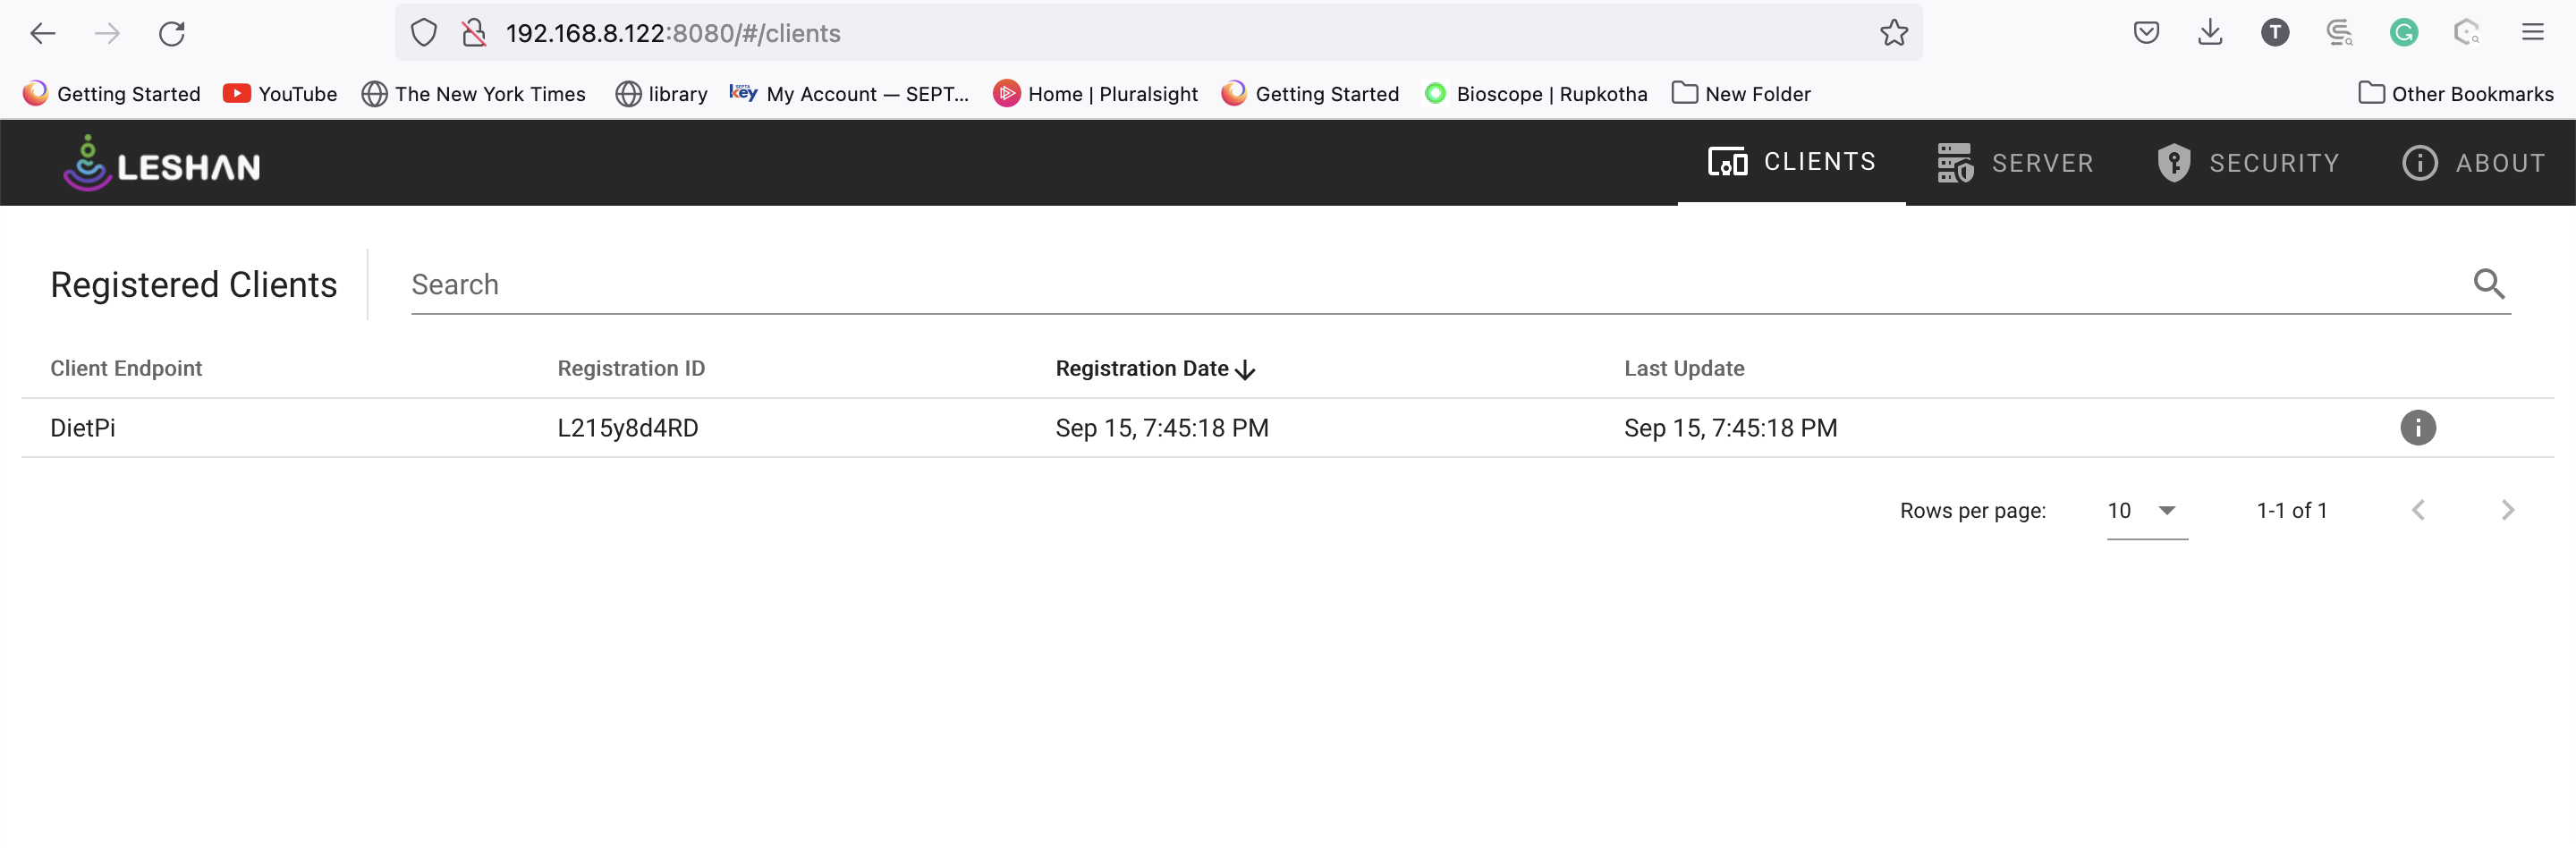 192.168.8.122:8080/#/clients
T
G
Getting Started YouTube The New York Times library SEPTA key My Account — SEPT... Home | Pluralsight Getting Started Bioscope | Rupkotha New Folder Other Bookmarks
LESHAN CLIENTS SERVER SECURITY ABOUT
Registered Clients Search
Client Endpoint Registration ID Registration Date Last Update
DietPi L215y8d4RD Sep 15, 7:45:18 PM Sep 15, 7:45:18 PM
Rows per page: 10 1-1 of 1